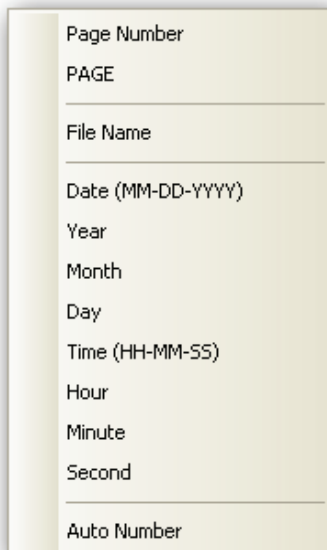 Page Number
PAGE
File Name
Date (MM-DD-YYYY)
Year
Month
Day
Time (HH-MM-SS)
Hour
Minute
Second
Auto Number